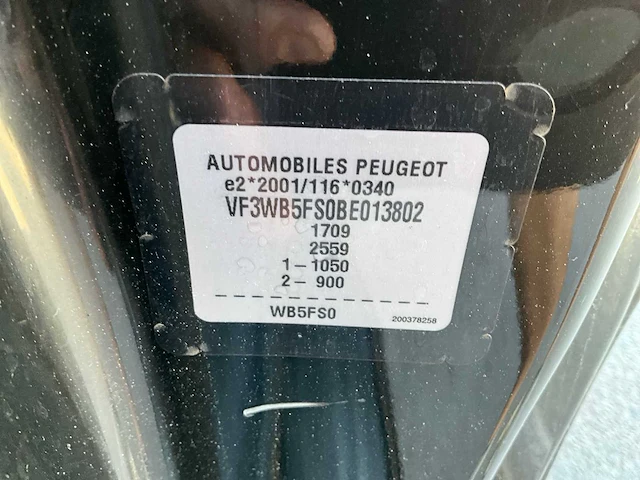 AUTOMOBILES PEUGEOT
e2*2001/116*0340
VF3WB5FS0BE013802
1709
2559
1-1050
2- 900
WB5FS0
200378258